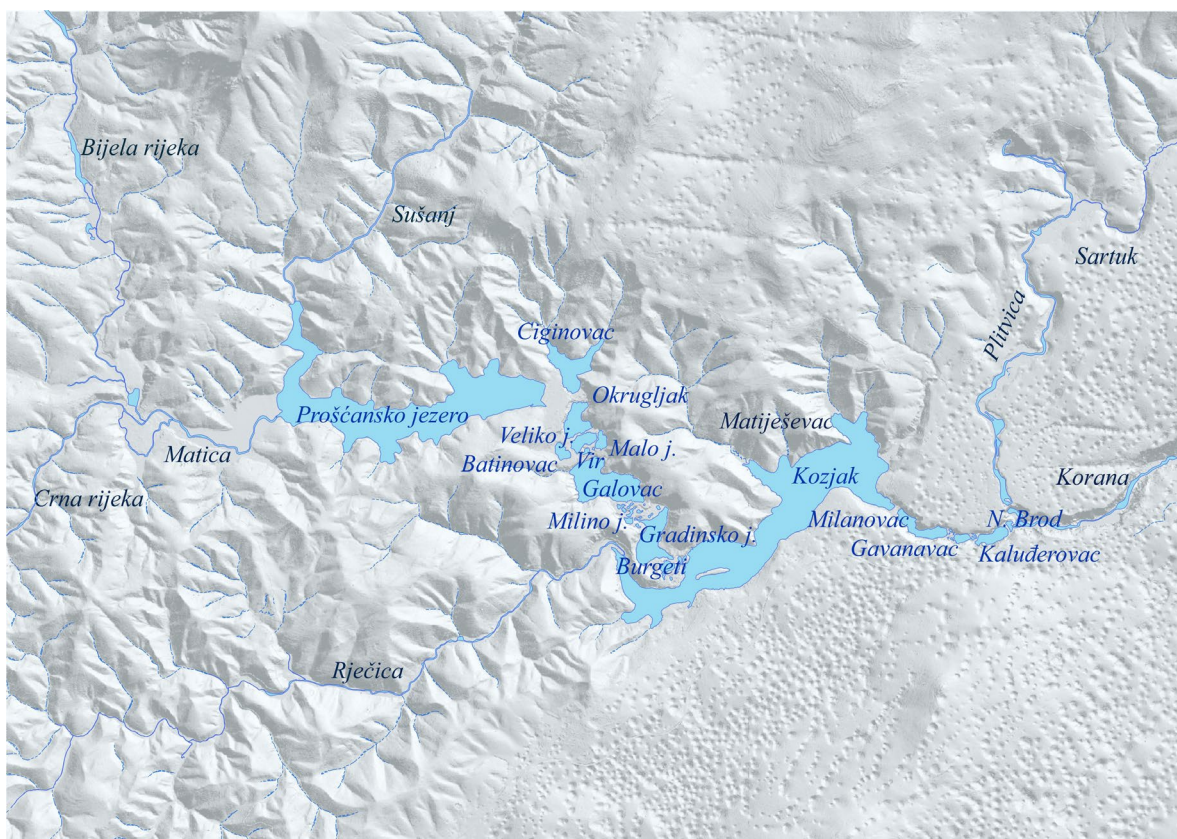 Bijela rijeka
Sušanj
Sartuk
Plitvica
Ciginovac
Okrugljak
Prošćansko jezero
Matiješevac
Veliko j.
Malo j.
Matica
Batinovac
Vir
Kozjak
Korana
Crna rijeka
Galovac
Milino j.
Milanovac
N. Brod
Gradinsko j.
Gavanavac
Kaluđerovac
Burgeti
Rječica